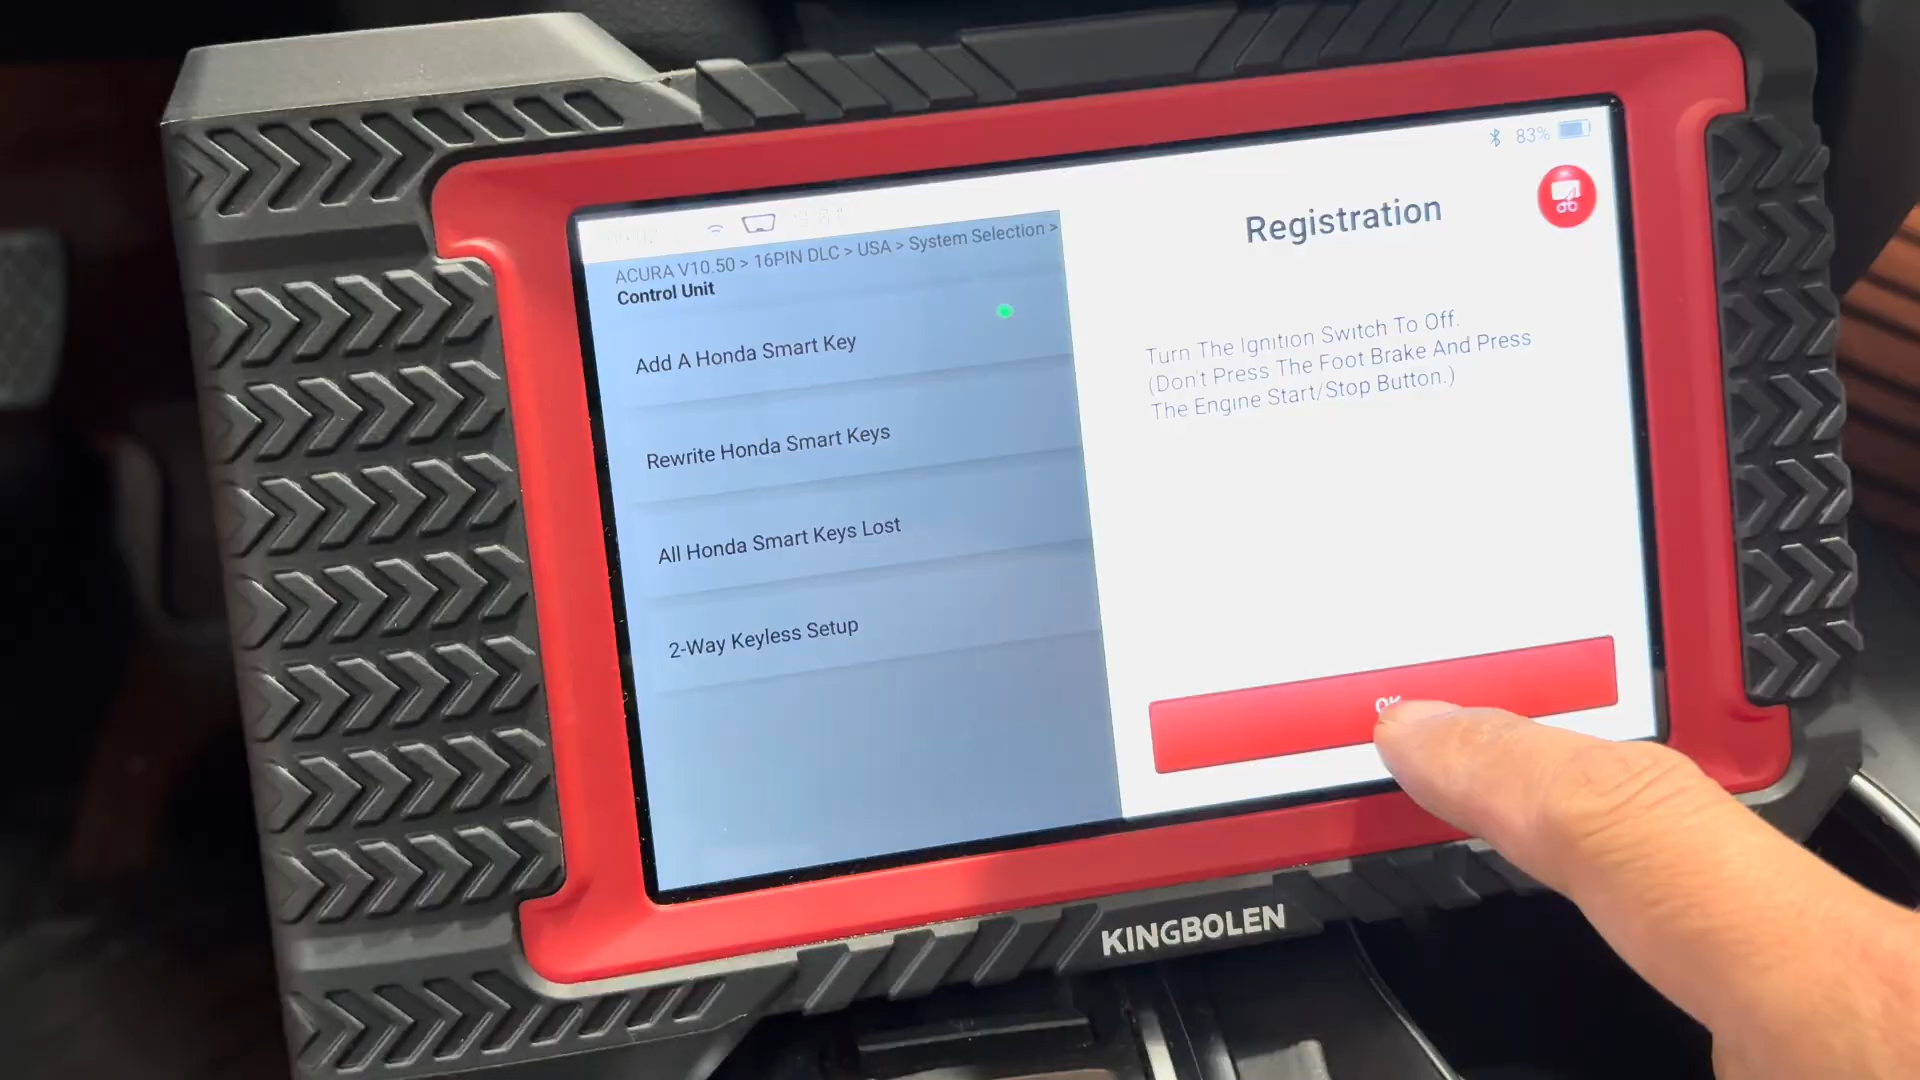 83%
ACURA V10.50 > 16PIN DLC > USA > System Selection >
Control Unit
Add A Honda Smart Key
Rewrite Honda Smart Keys
All Honda Smart Keys Lost
2-Way Keyless Setup
Registration
Turn The Ignition Switch To Off.
(Don't Press The Foot Brake And Press
The Engine Start/Stop Button.)
OK
KINGBOLEN